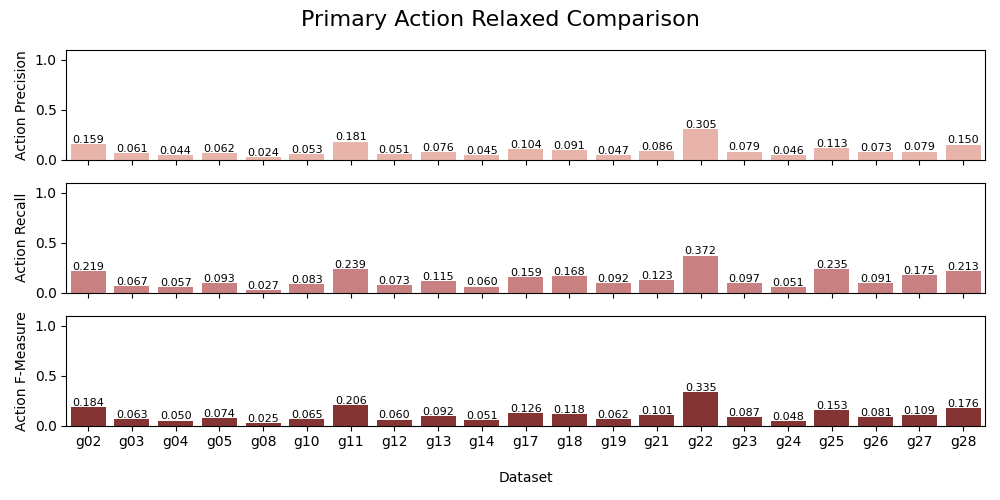 Primary Action Relaxed Comparison
Action Precision
1.0
0.5
0.0
0.159 0.061 0.044 0.062 0.024 0.053 0.181 0.051 0.076 0.045 0.104 0.091 0.047 0.086 0.305 0.079 0.046 0.113 0.073 0.079 0.150
Action Recall
1.0
0.5
0.0
0.219 0.067 0.057 0.093 0.027 0.083 0.239 0.073 0.115 0.060 0.159 0.168 0.092 0.123 0.372 0.097 0.051 0.235 0.091 0.175 0.213
Action F-Measure
1.0
0.5
0.0
0.184 0.063 0.050 0.074 0.025 0.065 0.206 0.060 0.092 0.051 0.126 0.118 0.062 0.101 0.335 0.087 0.048 0.153 0.081 0.109 0.176
g02 g03 g04 g05 g08 g10 g11 g12 g13 g14 g17 g18 g19 g21 g22 g23 g24 g25 g26 g27 g28
Dataset